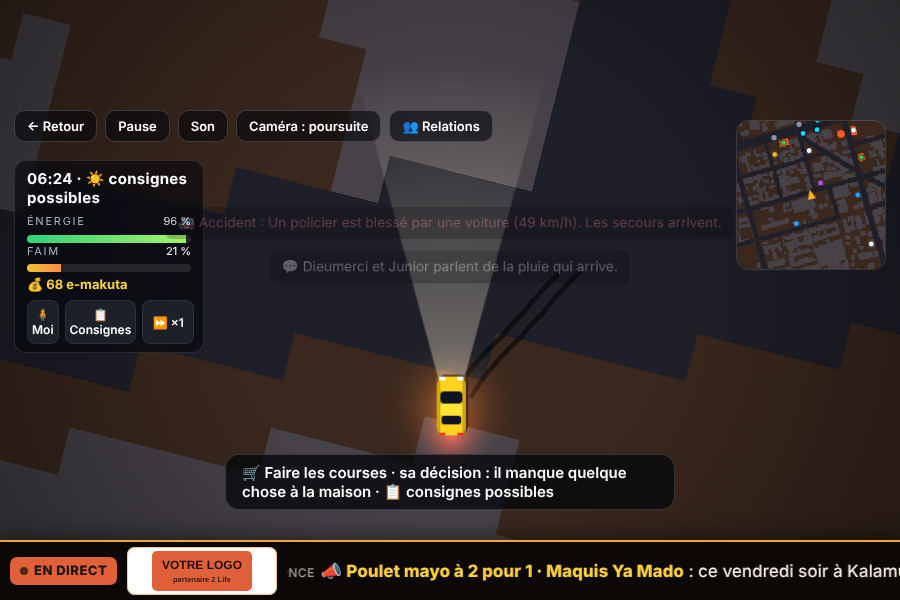 ← Retour
Pause
Son
Caméra : poursuite
👥 Relations
06:24 · ☀️ consignes
possibles
ÉNERGIE 96 %
FAIM 21 %
💰 68 e-makuta
🧍 Moi
📋 Consignes
⏩ ×1
Accident : Un policier est blessé par une voiture (49 km/h). Les secours arrivent.
💬 Dieumerci et Junior parlent de la pluie qui arrive.
🛒 Faire les courses · sa décision : il manque quelque
chose à la maison · 📋 consignes possibles
EN DIRECT
VOTRE LOGO
partenaire 2 Life
NCE 📣 Poulet mayo à 2 pour 1 · Maquis Ya Mado : ce vendredi soir à Kalamu